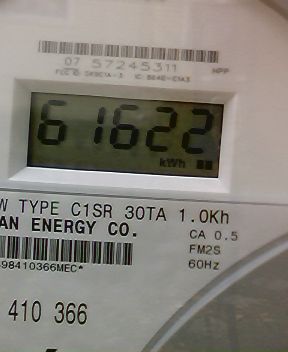 07 57245311
HPP
61622
kWh
W TYPE C1SR 30TA 1.0Kh
AN ENERGY CO.
CA 0.5
FM2S
60Hz
98410366MEC*
410 366